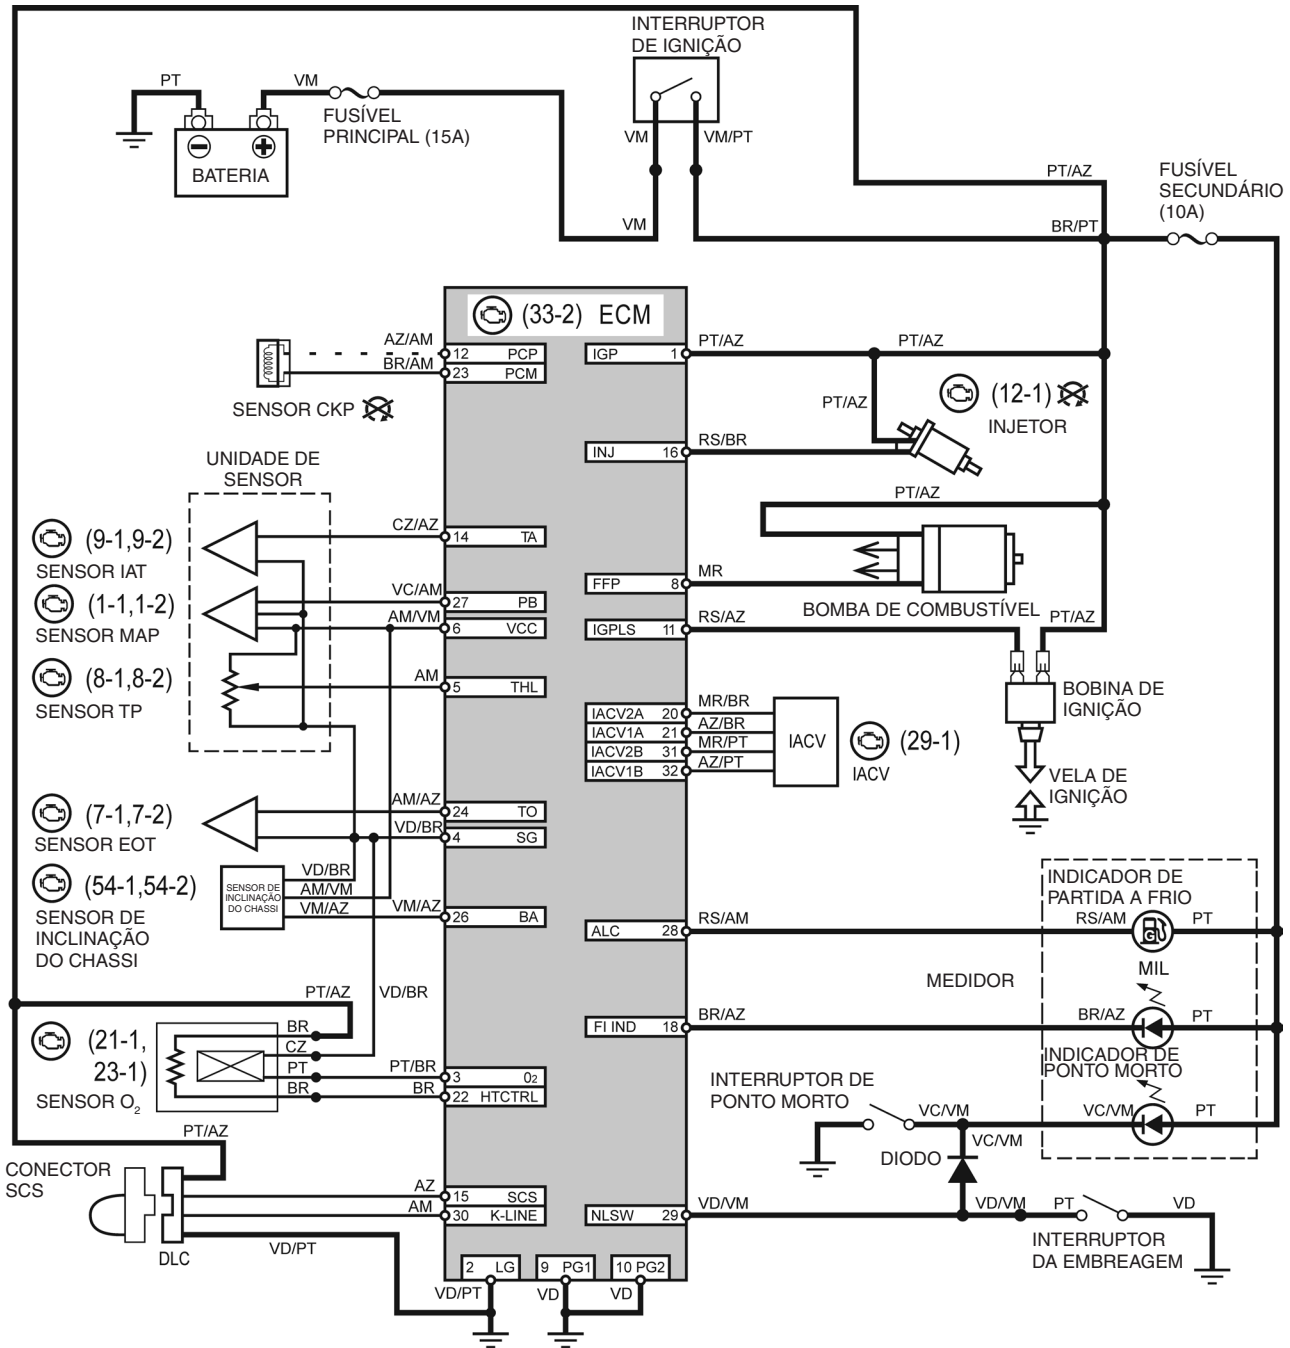 INTERRUPTOR
DE IGNIÇÃO
PT
VM
FUSÍVEL
PRINCIPAL (15A)
BATERIA
VM
VM/PT
VM
PT/AZ
BR/PT
FUSÍVEL
SECUNDÁRIO
(10A)
(33-2) ECM
AZ/AM
12 PCP
BR/AM
23 PCM
SENSOR CKP
IGP 1
PT/AZ
PT/AZ
PT/AZ
(12-1)
INJETOR
INJ 16
RS/BR
UNIDADE DE
SENSOR
(9-1,9-2)
SENSOR IAT
CZ/AZ
14 TA
(1-1,1-2)
SENSOR MAP
VC/AM
27 PB
AM/VM
6 VCC
(8-1,8-2)
SENSOR TP
AM
5 THL
PT/AZ
FFP 8
MR
BOMBA DE COMBUSTÍVEL
IGPLS 11
RS/AZ
PT/AZ
BOBINA DE
IGNIÇÃO
VELA DE
IGNIÇÃO
IACV2A 20
MR/BR
IACV1A 21
AZ/BR
IACV2B 31
MR/PT
IACV1B 32
AZ/PT
IACV
(29-1)
IACV
(7-1,7-2)
SENSOR EOT
AM/AZ
24 TO
VD/BR
4 SG
(54-1,54-2)
SENSOR DE
INCLINAÇÃO
DO CHASSI
SENSOR DE
INCLINAÇÃO
DO CHASSI
VD/BR
AM/VM
VM/AZ
VM/AZ
26 BA
ALC 28
RS/AM
INDICADOR DE
PARTIDA A FRIO
RS/AM
PT
MEDIDOR
MIL
FI IND 18
BR/AZ
BR/AZ
PT
INDICADOR DE
PONTO MORTO
VC/VM
PT
PT/AZ
VD/BR
(21-1,
23-1)
SENSOR O2
BR
CZ
PT
BR
PT/BR
3 O2
BR
22 HTCTRL
INTERRUPTOR DE
PONTO MORTO
VC/VM
VC/VM
DIODO
PT/AZ
CONECTOR
SCS
DLC
AZ
15 SCS
AM
30 K-LINE
VD/PT
NLSW 29
VD/VM
VD/VM
PT
VD
INTERRUPTOR
DA EMBREAGEM
2 LG
9 PG1
10 PG2
VD/PT
VD
VD